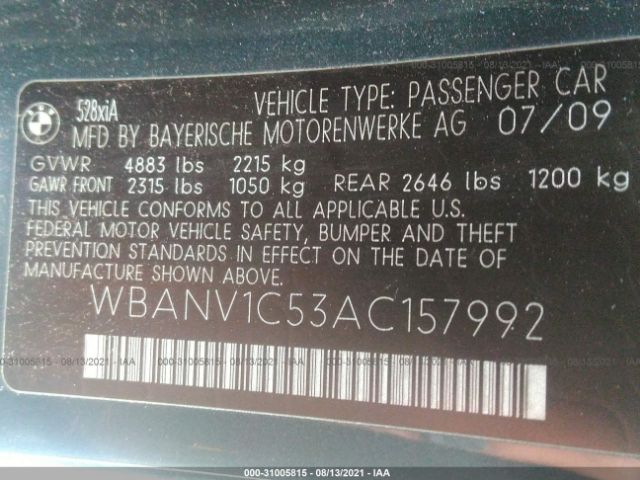 BMW
528xiA
VEHICLE TYPE: PASSENGER CAR
MFD BY BAYERISCHE MOTORENWERKE AG 07/09
GVWR 4883 lbs 2215 kg
GAWR FRONT 2315 lbs 1050 kg REAR 2646 lbs 1200 kg
THIS VEHICLE CONFORMS TO ALL APPLICABLE U.S.
FEDERAL MOTOR VEHICLE SAFETY, BUMPER AND THEFT
PREVENTION STANDARDS IN EFFECT ON THE DATE OF
MANUFACTURE SHOWN ABOVE.
WBANV1C53AC157992
000-31005815 - 08/13/2021 - IAA